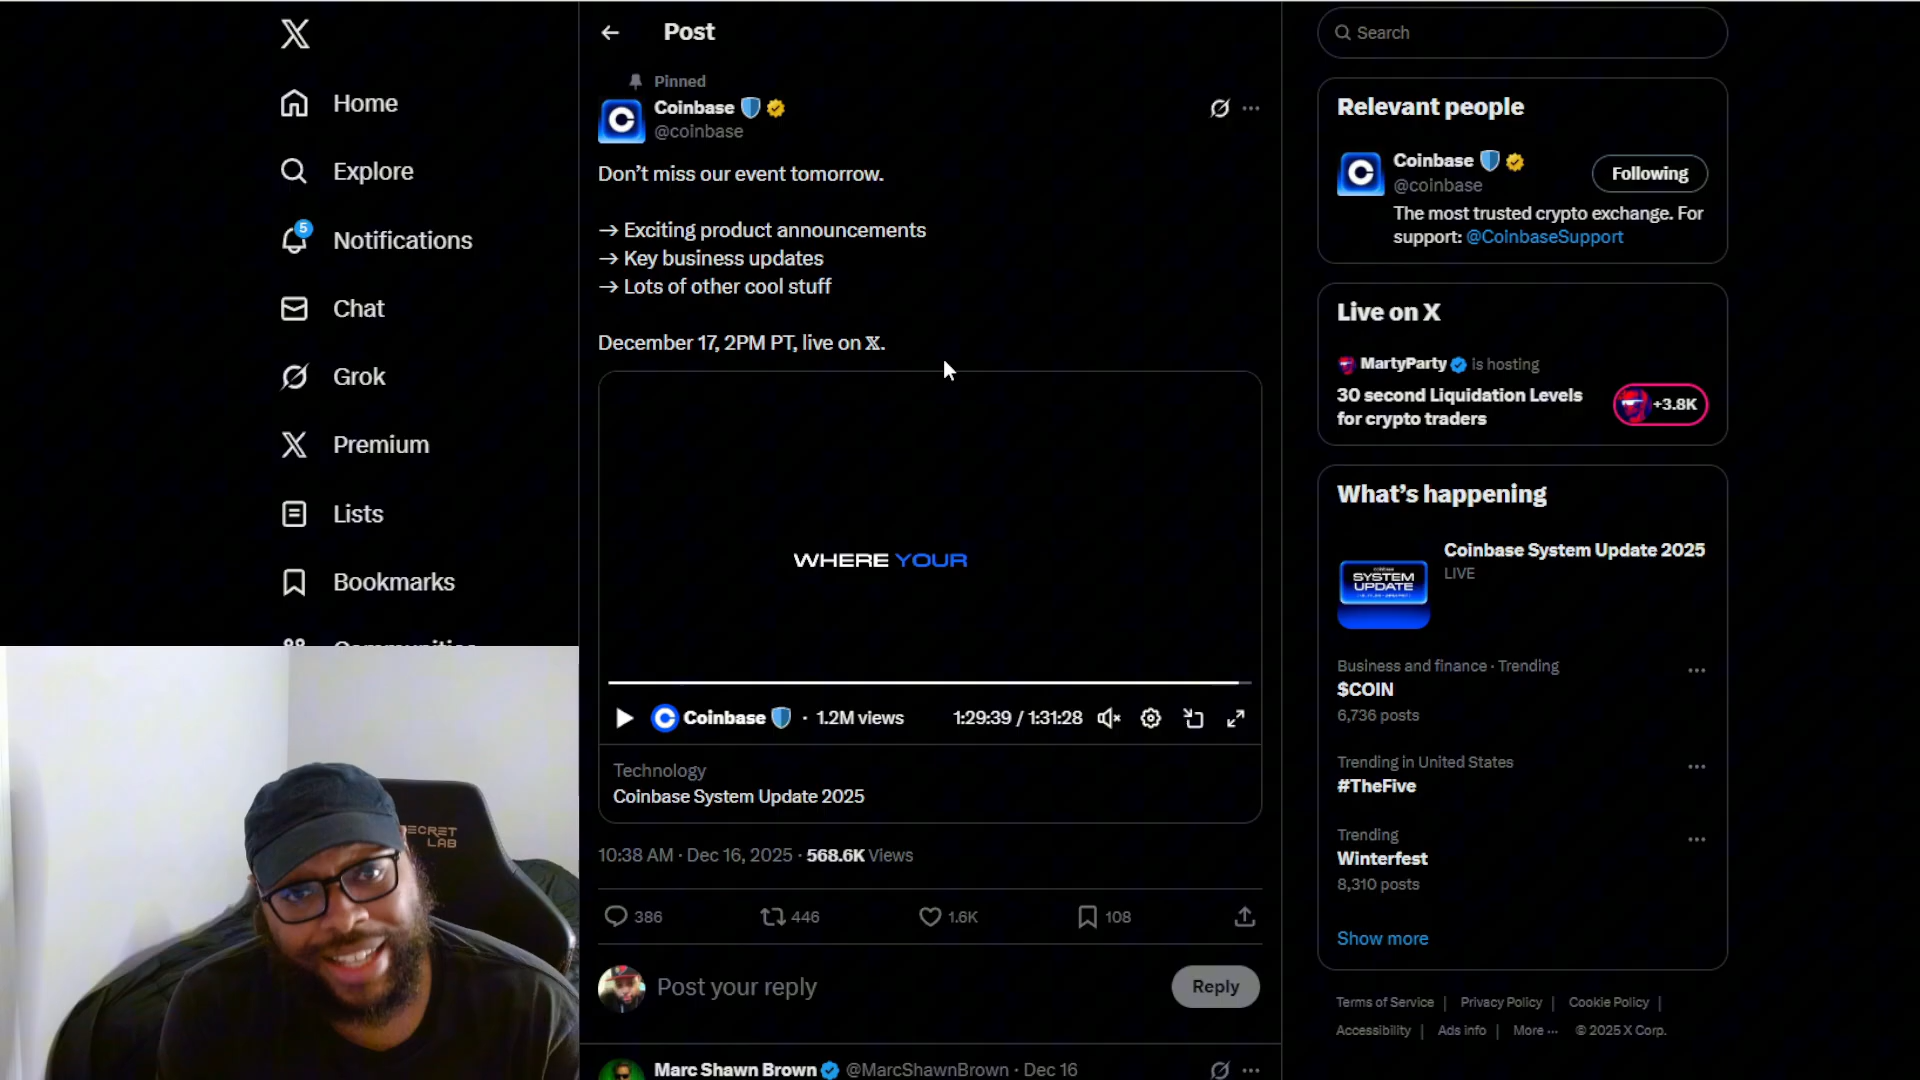 Home
Explore
5
Notifications
Chat
Grok
Premium
Lists
Bookmarks
Communities
SECRET
LAB
Post
Pinned
Coinbase
@coinbase
Don't miss our event tomorrow.
→ Exciting product announcements
→ Key business updates
→ Lots of other cool stuff
December 17, 2PM PT, live on 𝕏.
WHERE YOUR
Coinbase · 1.2M views 1:29:39 / 1:31:28
Technology
Coinbase System Update 2025
10:38 AM · Dec 16, 2025 · 568.6K Views
386 446 1.6K 108
Post your reply
Reply
Marc Shawn Brown @MarcShawnBrown · Dec 16
Search
Relevant people
Coinbase
@coinbase
Following
The most trusted crypto exchange. For
support: @CoinbaseSupport
Live on X
MartyParty is hosting
30 second Liquidation Levels
for crypto traders
+3.8K
What's happening
Coinbase System Update 2025
LIVE
coinbase
SYSTEM
UPDATE
Business and finance · Trending
$COIN
6,736 posts
Trending in United States
#TheFive
Trending
Winterfest
8,310 posts
Show more
Terms of Service | Privacy Policy | Cookie Policy |
Accessibility | Ads info | More ··· © 2025 X Corp.